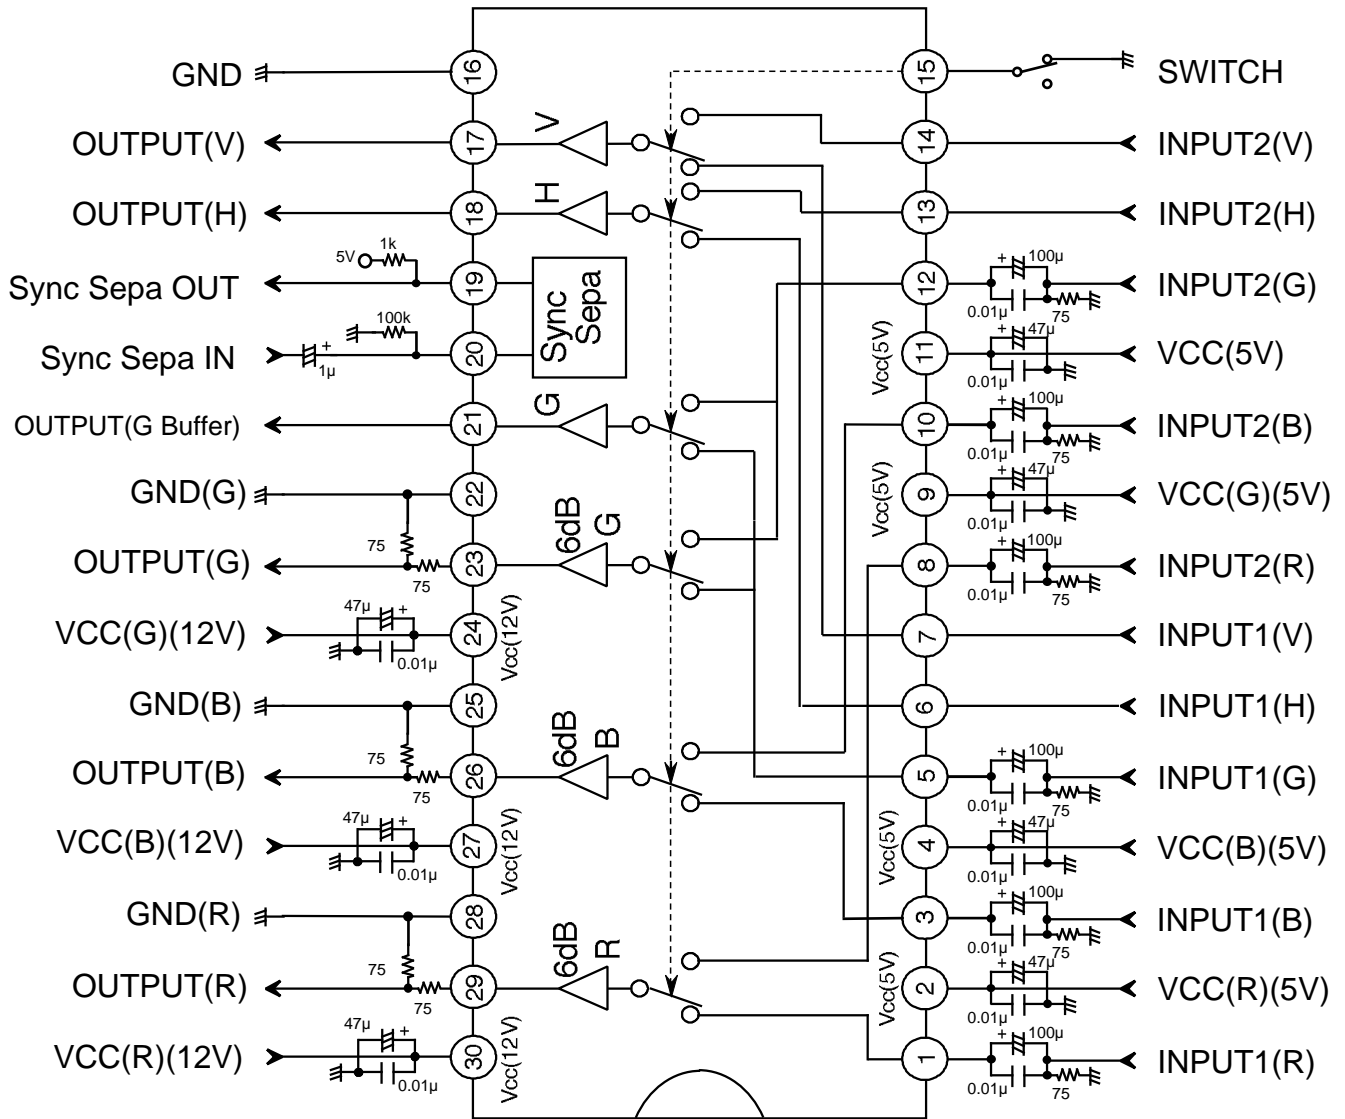 GND 16 15 SWITCH
OUTPUT(V) 17 V 14 INPUT2(V)
OUTPUT(H) 18 H 13 INPUT2(H)
5V 1k 100µ
Sync Sepa OUT 19 12 INPUT2(G)
0.01µ 75
Sync Sepa
100k 47µ
Sync Sepa IN 1µ 20 Vcc(5V) 11 VCC(5V)
0.01µ
100µ
OUTPUT(G Buffer) 21 G 10 INPUT2(B)
0.01µ 75
47µ
GND(G) 22 Vcc(5V) 9 VCC(G)(5V)
0.01µ
75 6dB G 100µ
OUTPUT(G) 75 23 8 INPUT2(R)
0.01µ 75
47µ
VCC(G)(12V) 24 Vcc(12V) 7 INPUT1(V)
0.01µ
GND(B) 25 6 INPUT1(H)
75 6dB B 100µ
OUTPUT(B) 75 26 5 INPUT1(G)
0.01µ 75
47µ 47µ
VCC(B)(12V) 27 Vcc(12V) Vcc(5V) 4 VCC(B)(5V)
0.01µ 0.01µ
100µ
GND(R) 28 3 INPUT1(B)
0.01µ 75
75 6dB R 47µ
OUTPUT(R) 75 29 Vcc(5V) 2 VCC(R)(5V)
0.01µ
47µ 100µ
VCC(R)(12V) 30 Vcc(12V) 1 INPUT1(R)
0.01µ 0.01µ 75